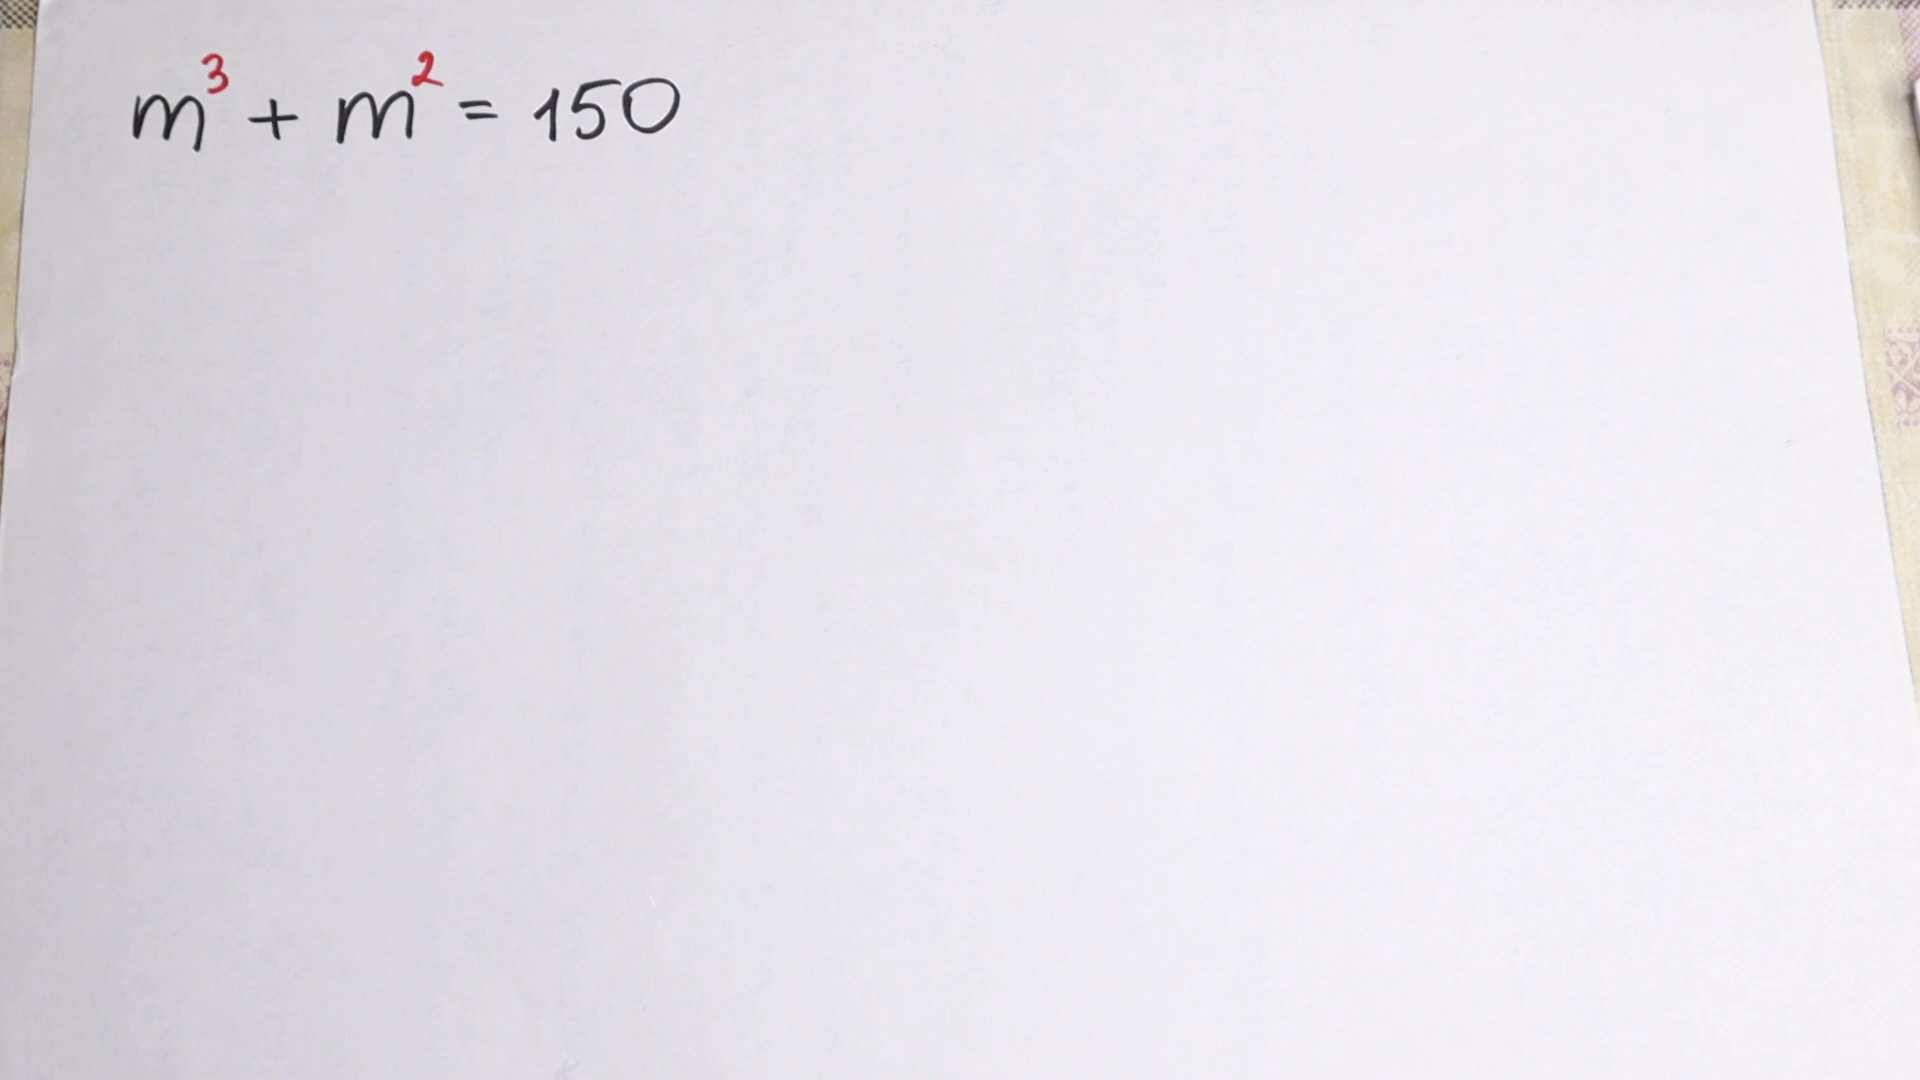 m³ + m² = 150